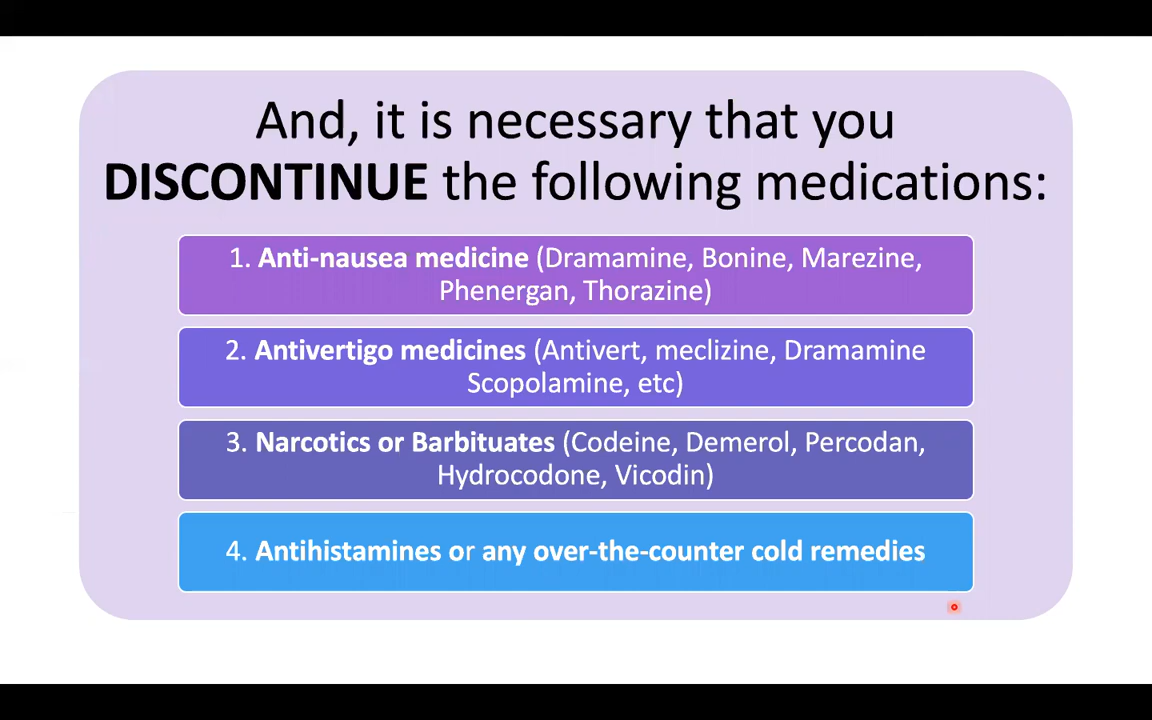 And, it is necessary that you
DISCONTINUE the following medications:
1. Anti-nausea medicine (Dramamine, Bonine, Marezine,
Phenergan, Thorazine)
2. Antivertigo medicines (Antivert, meclizine, Dramamine
Scopolamine, etc)
3. Narcotics or Barbituates (Codeine, Demerol, Percodan,
Hydrocodone, Vicodin)
4. Antihistamines or any over-the-counter cold remedies